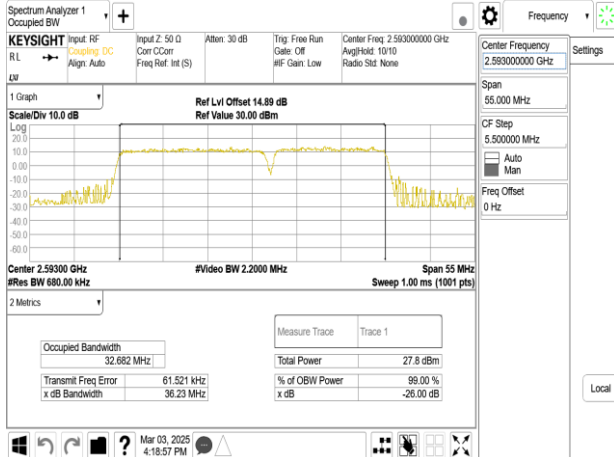 Spectrum Analyzer 1
Occupied BW
+
Frequency
KEYSIGHT
RL
LXI
Input: RF
Coupling: DC
Align: Auto
Input Z: 50 Ω
Corr CCorr
Freq Ref: Int (S)
Atten: 30 dB
Trig: Free Run
Gate: Off
#IF Gain: Low
Center Freq: 2.593000000 GHz
Avg|Hold: 10/10
Radio Std: None
Center Frequency
2.593000000 GHz
Settings
Span
55.000 MHz
CF Step
5.500000 MHz
Auto
Man
Freq Offset
0 Hz
Local
1 Graph
Scale/Div 10.0 dB
Ref Lvl Offset 14.89 dB
Ref Value 30.00 dBm
Log
20.0
10.0
0.00
-10.0
-20.0
-30.0
-40.0
-50.0
-60.0
Center 2.59300 GHz
#Video BW 2.2000 MHz
Span 55 MHz
#Res BW 680.00 kHz
Sweep 1.00 ms (1001 pts)
2 Metrics
Measure Trace Trace 1
Occupied Bandwidth
32.682 MHz
Total Power 27.8 dBm
Transmit Freq Error 61.521 kHz
% of OBW Power 99.00 %
x dB Bandwidth 36.23 MHz
x dB -26.00 dB
?
Mar 03, 2025
4:18:57 PM